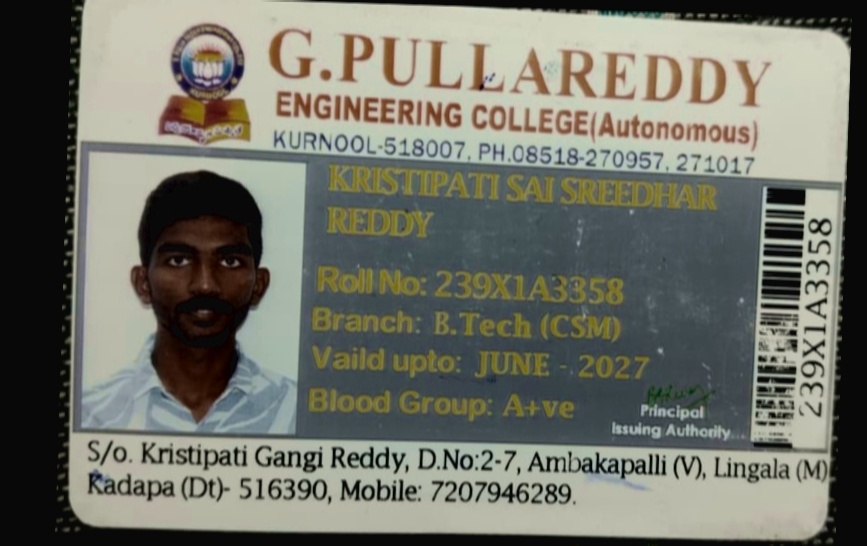 G.PULLAREDDY
ENGINEERING COLLEGE(Autonomous)
KURNOOL-518007, PH.08518-270957, 271017
KRISTIPATI SAI SREEDHAR
REDDY
Roll No: 239X1A3358
Branch: B.Tech (CSM)
Vaild upto: JUNE - 2027
Blood Group: A+ve
Principal
Issuing Authority
239X1A3358
S/o. Kristipati Gangi Reddy, D.No:2-7, Ambakapalli (V), Lingala (M)
Kadapa (Dt)- 516390, Mobile: 7207946289.